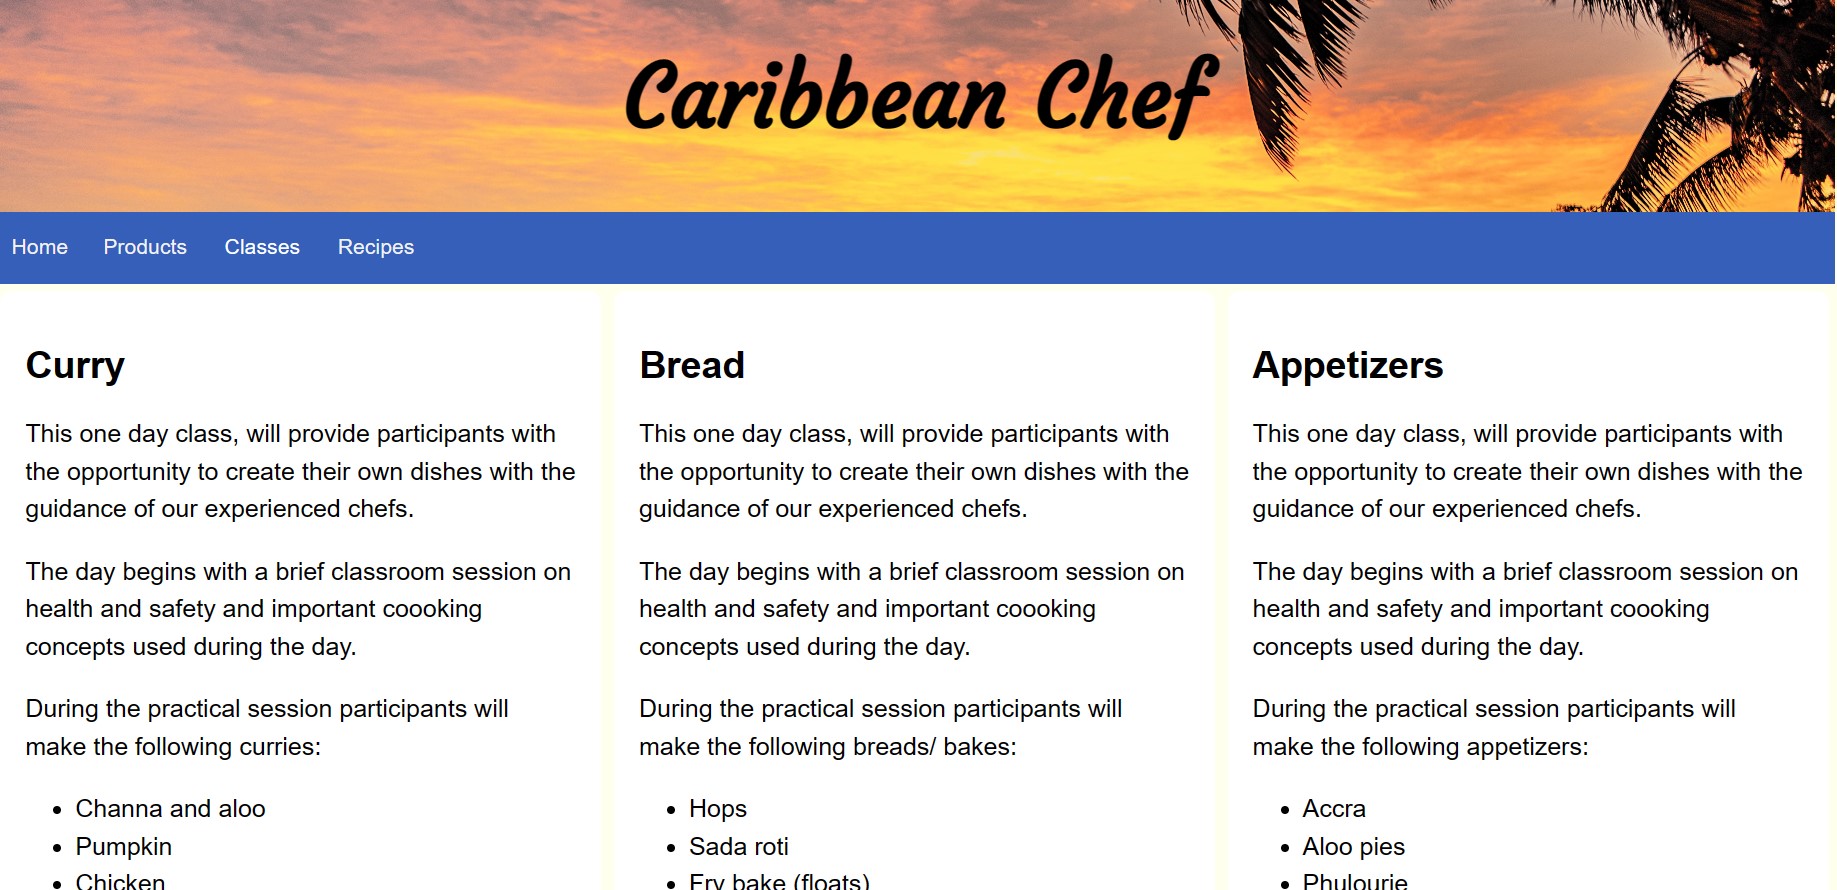 Caribbean Chef
Home Products Classes Recipes
Curry
This one day class, will provide participants with
the opportunity to create their own dishes with the
guidance of our experienced chefs.
The day begins with a brief classroom session on
health and safety and important coooking
concepts used during the day.
During the practical session participants will
make the following curries:
• Channa and aloo
• Pumpkin
• Chicken
Bread
This one day class, will provide participants with
the opportunity to create their own dishes with the
guidance of our experienced chefs.
The day begins with a brief classroom session on
health and safety and important coooking
concepts used during the day.
During the practical session participants will
make the following breads/ bakes:
• Hops
• Sada roti
• Fry bake (floats)
Appetizers
This one day class, will provide participants with
the opportunity to create their own dishes with the
guidance of our experienced chefs.
The day begins with a brief classroom session on
health and safety and important coooking
concepts used during the day.
During the practical session participants will
make the following appetizers:
• Accra
• Aloo pies
• Phulourie